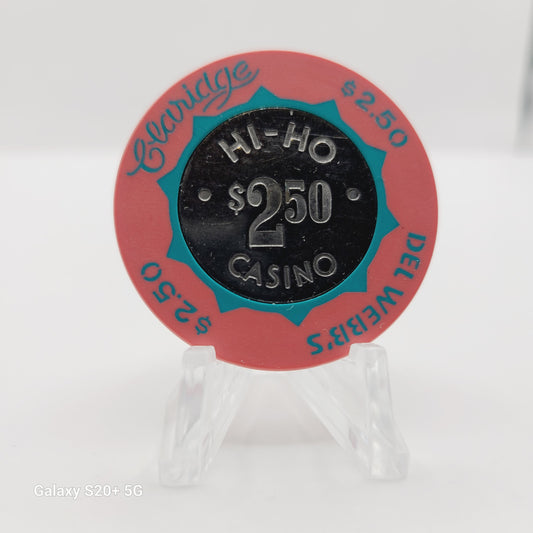 Claridge
$2.50
HI-HO
$2.50
CASINO
$2.50
DEL WEBB'S
Galaxy S20+ 5G